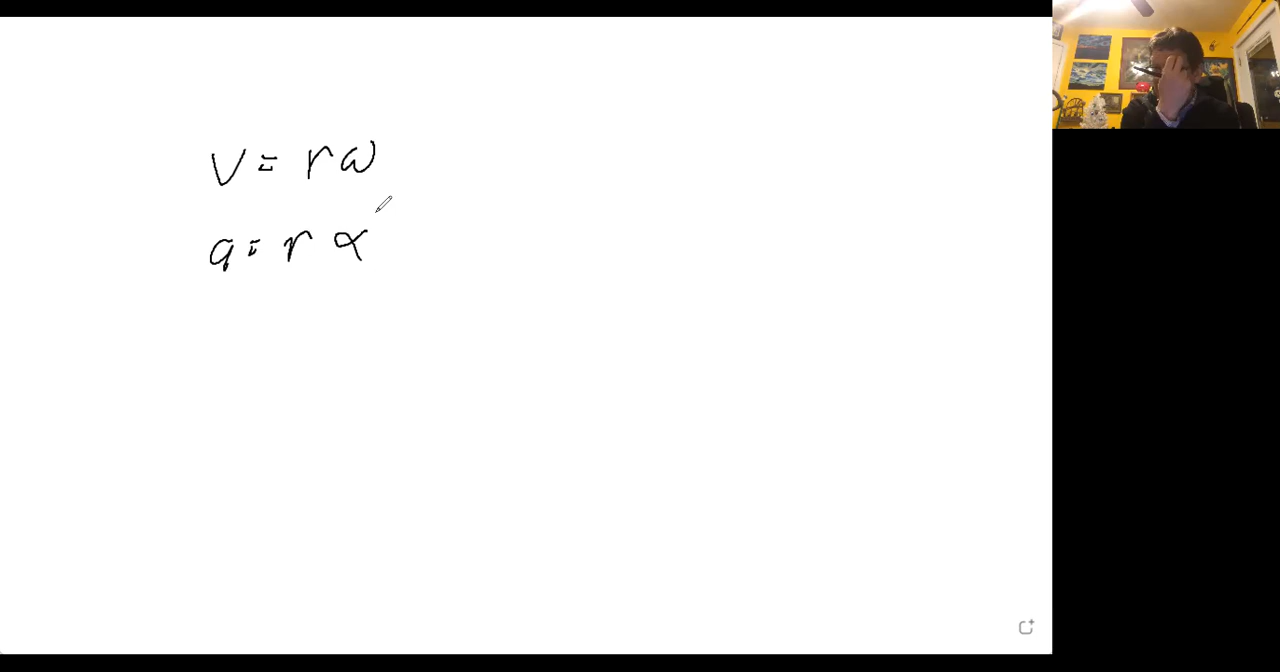 v = rω
a = r α